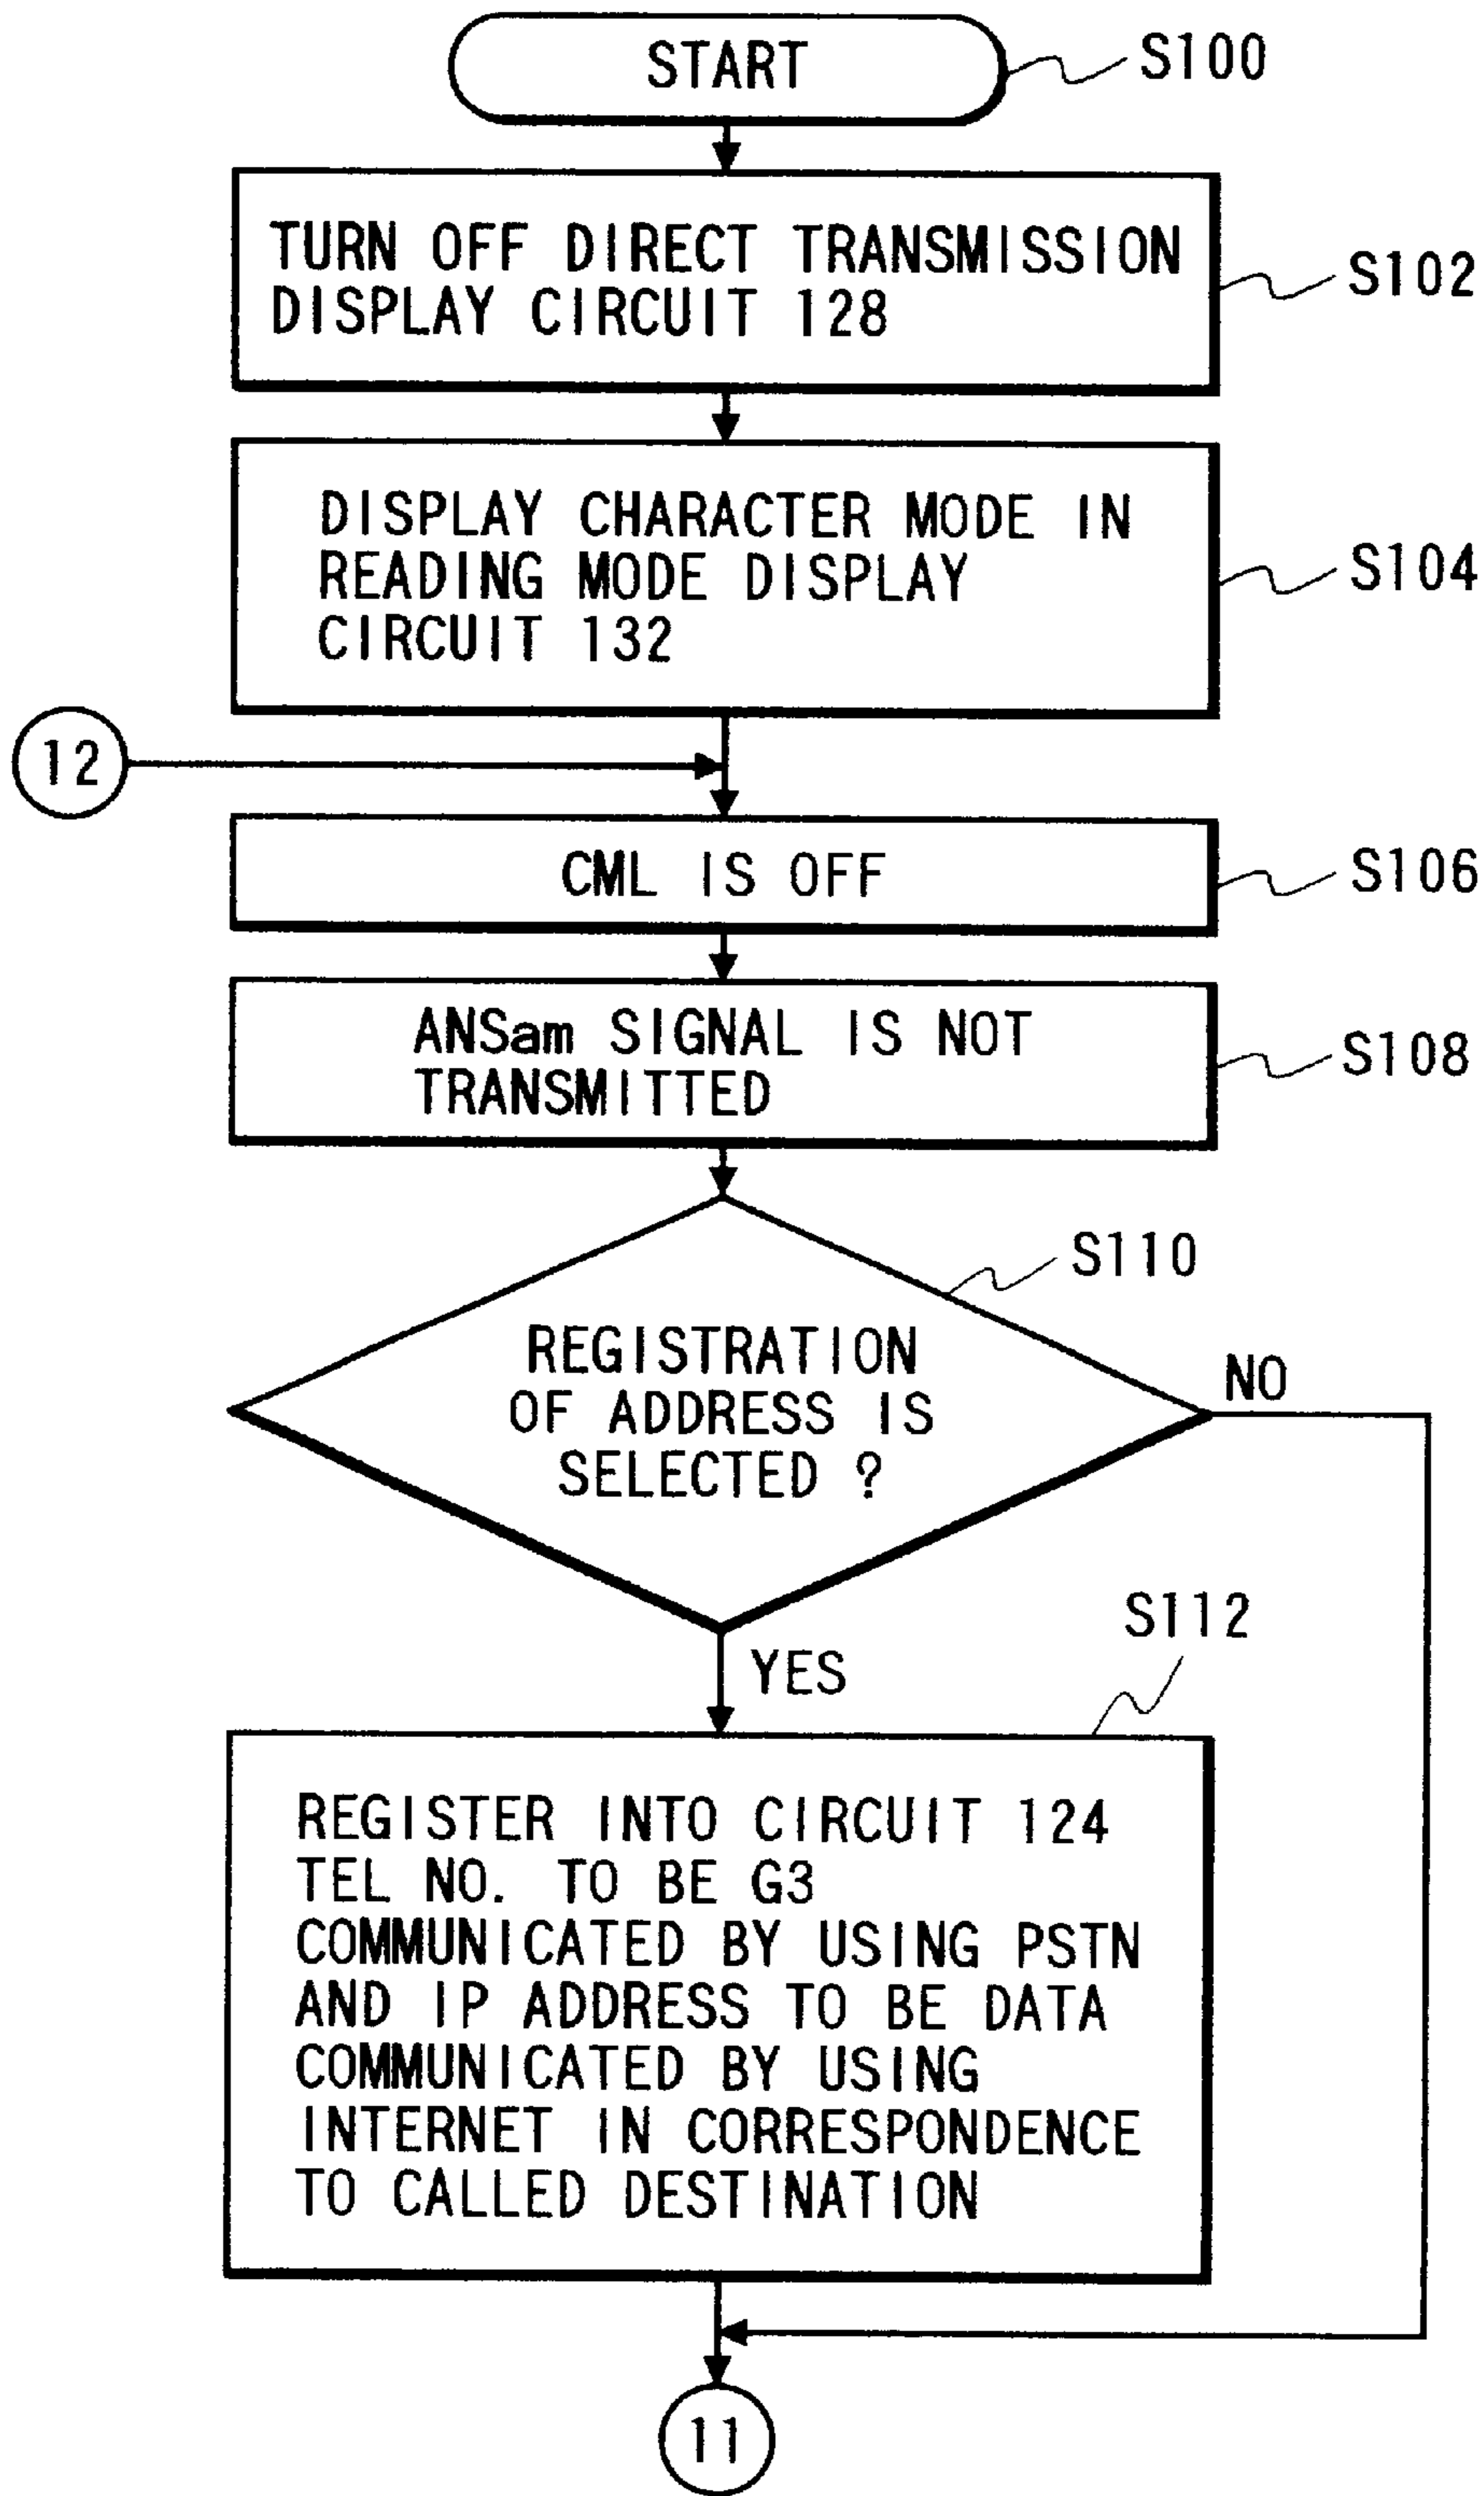 START
S100
TURN OFF DIRECT TRANSMISSION
DISPLAY CIRCUIT 128
S102
DISPLAY CHARACTER MODE IN
READING MODE DISPLAY
CIRCUIT 132
S104
12
CML IS OFF
S106
ANSam SIGNAL IS NOT
TRANSMITTED
S108
S110
REGISTRATION
OF ADDRESS IS
SELECTED ?
NO
YES
S112
REGISTER INTO CIRCUIT 124
TEL NO. TO BE G3
COMMUNICATED BY USING PSTN
AND IP ADDRESS TO BE DATA
COMMUNICATED BY USING
INTERNET IN CORRESPONDENCE
TO CALLED DESTINATION
11